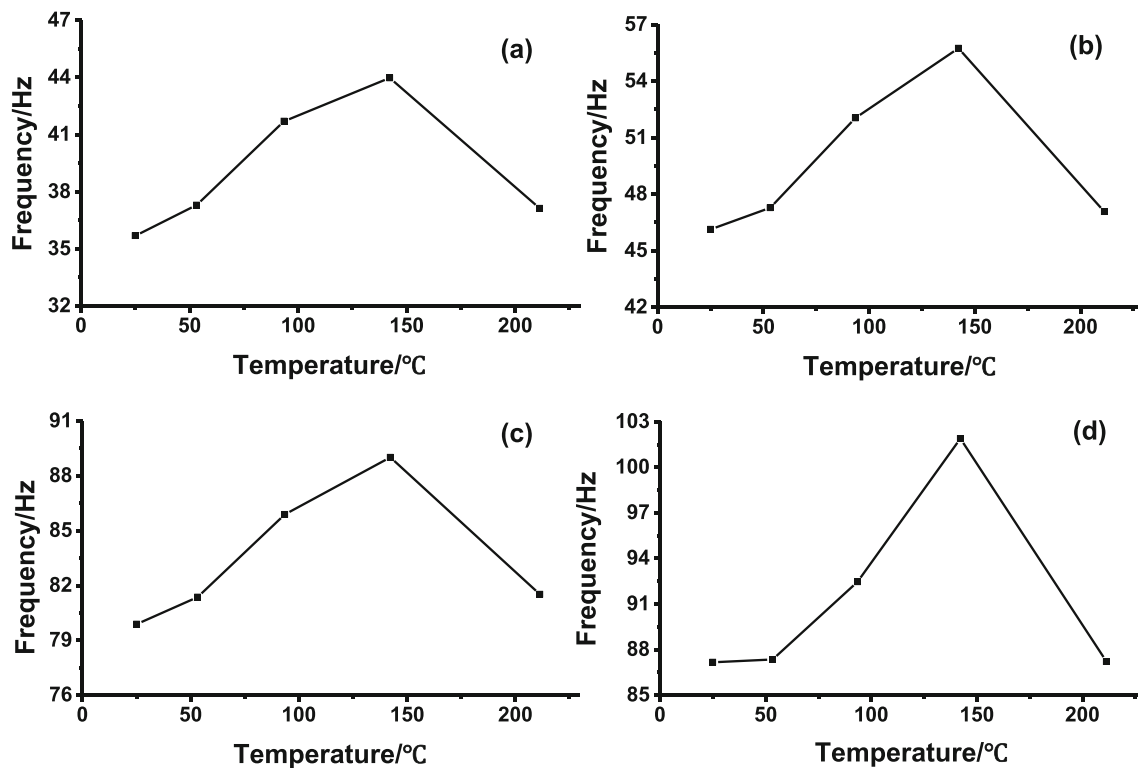 (a)
Frequency/Hz
47
44
41
38
35
32
0 50 100 150 200
Temperature/℃
(b)
Frequency/Hz
57
54
51
48
45
42
0 50 100 150 200
Temperature/℃
(c)
Frequency/Hz
91
88
85
82
79
76
0 50 100 150 200
Temperature/℃
(d)
Frequency/Hz
103
100
97
94
91
88
85
0 50 100 150 200
Temperature/℃